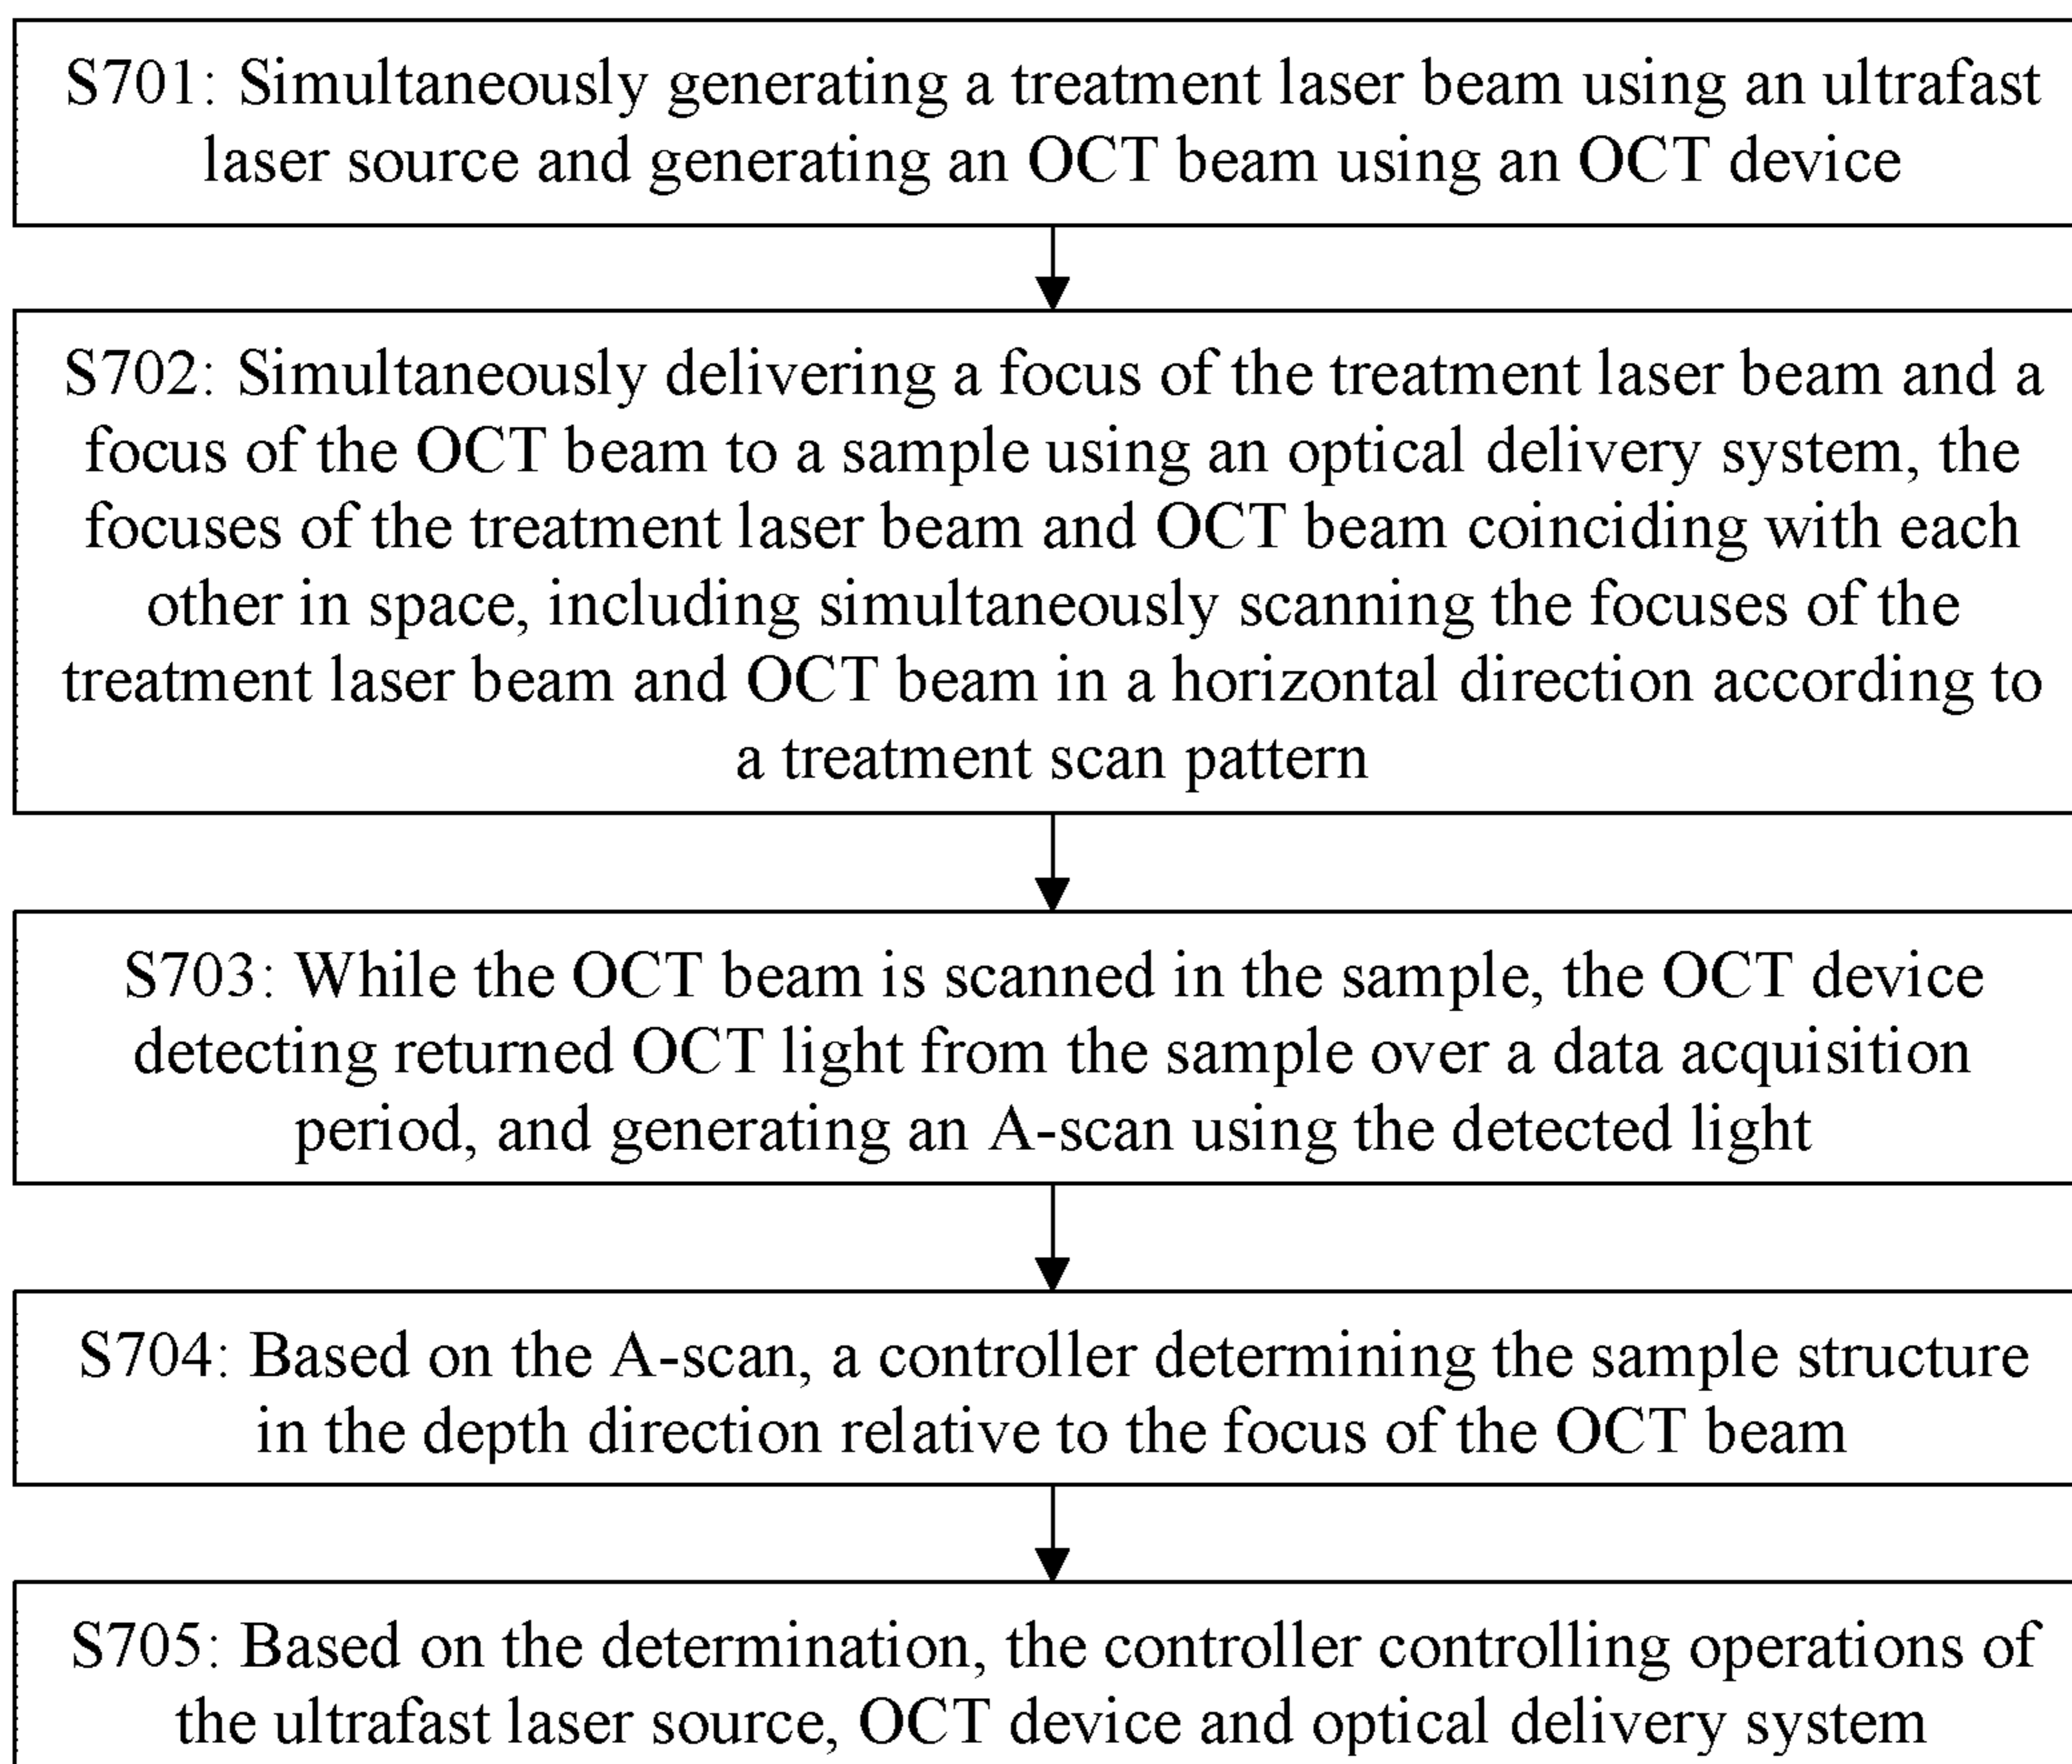 S701: Simultaneously generating a treatment laser beam using an ultrafast
laser source and generating an OCT beam using an OCT device
S702: Simultaneously delivering a focus of the treatment laser beam and a
focus of the OCT beam to a sample using an optical delivery system, the
focuses of the treatment laser beam and OCT beam coinciding with each
other in space, including simultaneously scanning the focuses of the
treatment laser beam and OCT beam in a horizontal direction according to
a treatment scan pattern
S703: While the OCT beam is scanned in the sample, the OCT device
detecting returned OCT light from the sample over a data acquisition
period, and generating an A-scan using the detected light
S704: Based on the A-scan, a controller determining the sample structure
in the depth direction relative to the focus of the OCT beam
S705: Based on the determination, the controller controlling operations of
the ultrafast laser source, OCT device and optical delivery system